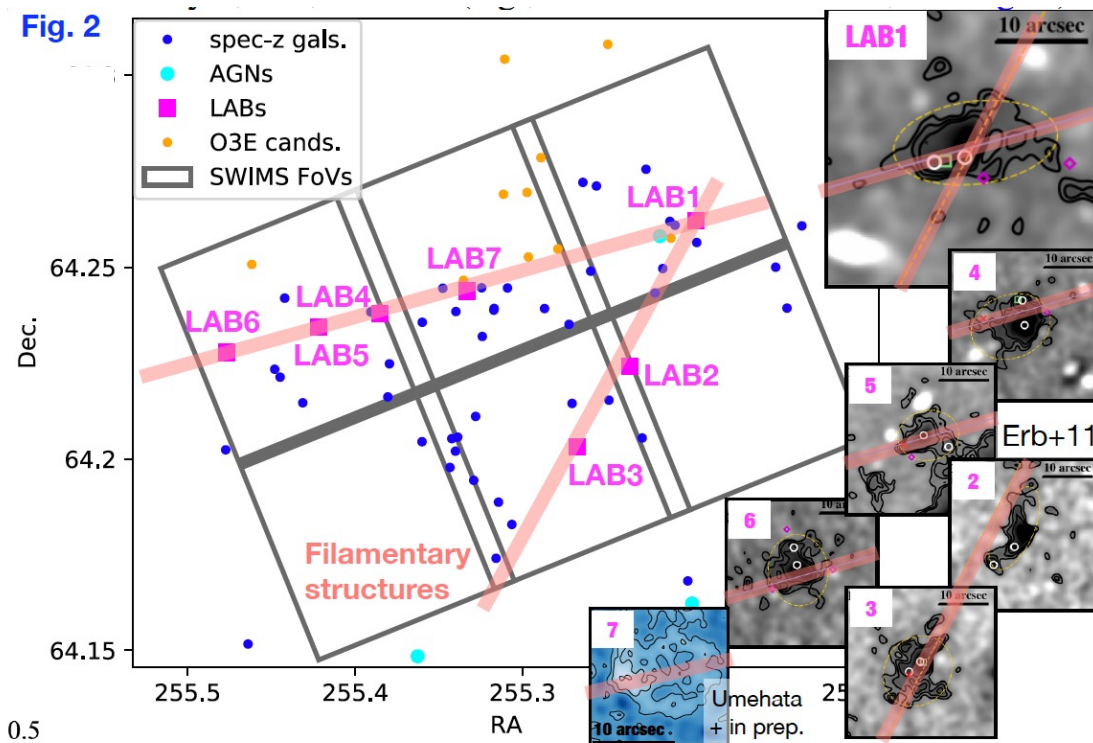 Fig. 2
spec-z gals.
AGNs
LABs
O3E cands.
SWIMS FoVs
LAB1
10 arcsec
LAB1
LAB7
LAB4
LAB6
LAB5
LAB2
LAB3
Filamentary
structures
4
10 arcsec
5
10 arcsec
Erb+11
2
10 arcsec
6
10 arcsec
3
10 arcsec
7
10 arcsec
Umehata
+ in prep.
Dec.
64.25
64.2
64.15
255.5
255.4
255.3
25
RA
0.5